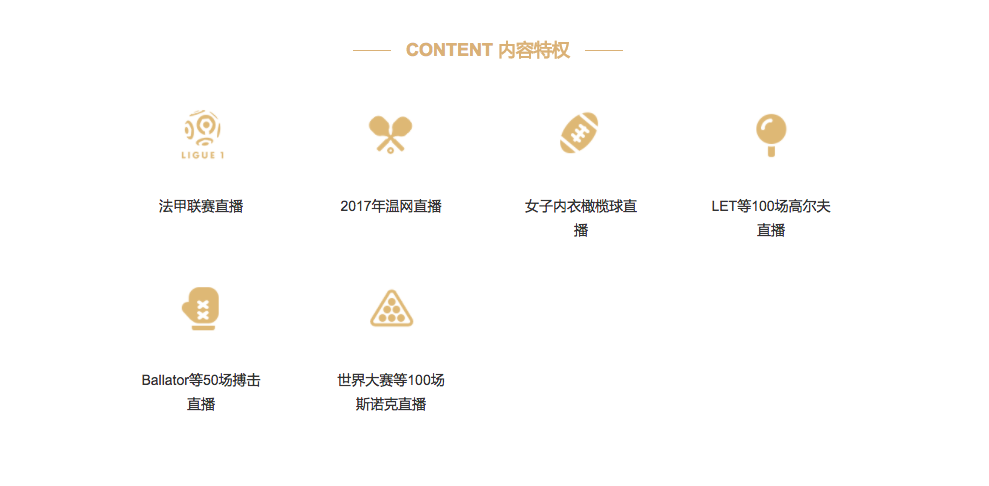 CONTENT 内容特权
LIGUE 1
法甲联赛直播
2017年温网直播
女子内衣橄榄球直
播
LET等100场高尔夫
直播
Ballator等50场搏击
直播
世界大赛等100场
斯诺克直播